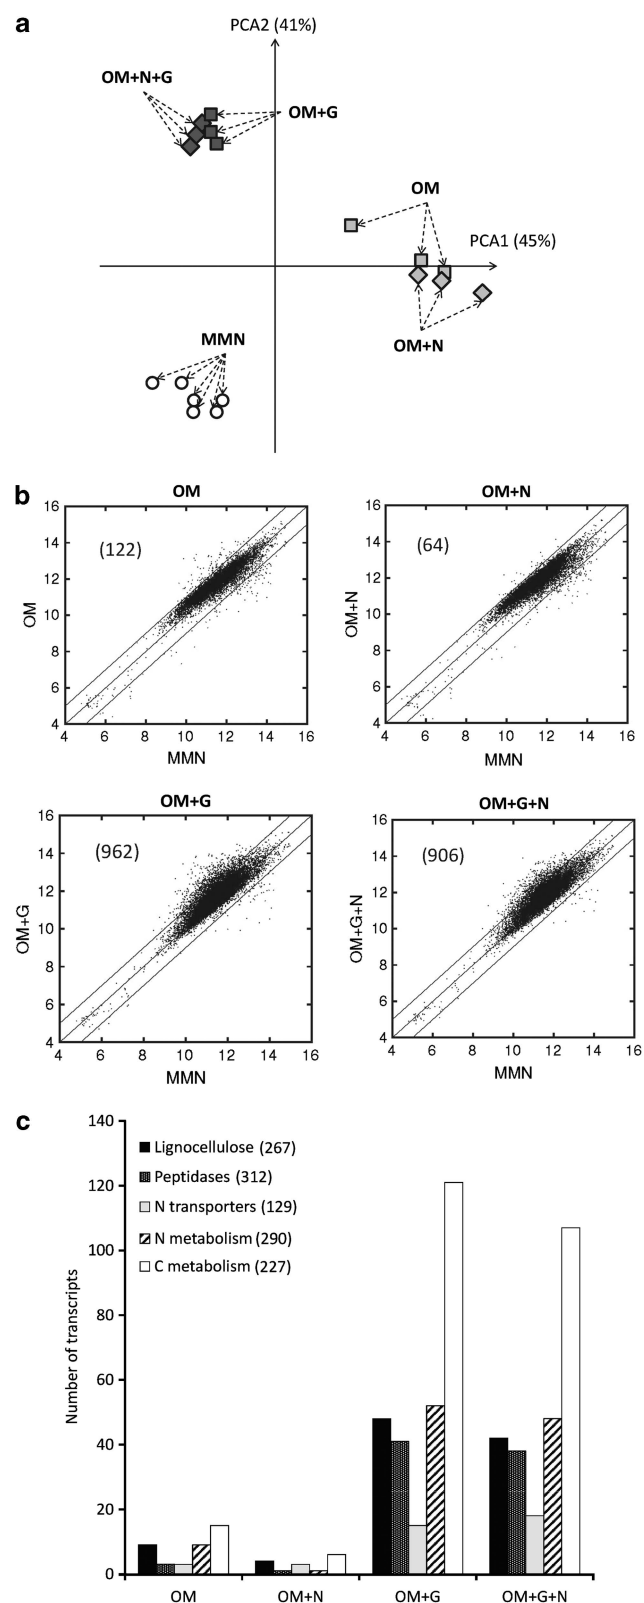 a
PCA2 (41%)
OM+N+G
OM+G
OM
PCA1 (45%)
MMN
OM+N
b
OM
(122)
16
14
12
10
8
6
4
OM
4 6 8 10 12 14 16
MMN
OM+N
(64)
16
14
12
10
8
6
4
OM+N
4 6 8 10 12 14 16
MMN
OM+G
(962)
16
14
12
10
8
6
4
OM+G
4 6 8 10 12 14 16
MMN
OM+G+N
(906)
16
14
12
10
8
6
4
OM+G+N
4 6 8 10 12 14 16
MMN
c
140
120
100
80
60
40
20
0
Number of transcripts
Lignocellulose (267)
Peptidases (312)
N transporters (129)
N metabolism (290)
C metabolism (227)
OM OM+N OM+G OM+G+N